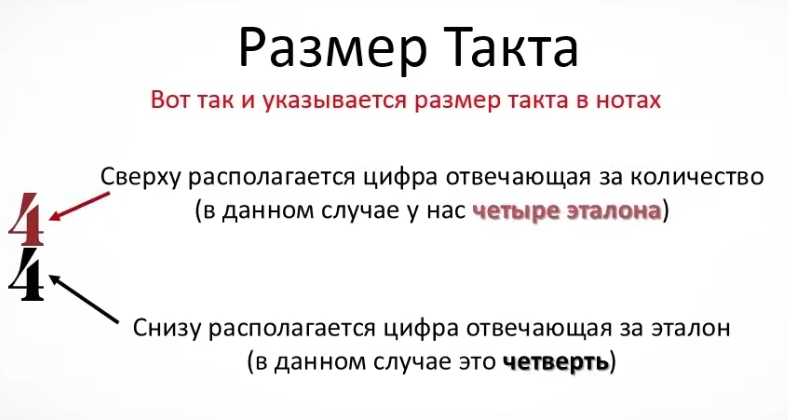 Размер Такта
Вот так и указывается размер такта в нотах
Сверху располагается цифра отвечающая за количество
(в данном случае у нас четыре эталона)
4
4
Снизу располагается цифра отвечающая за эталон
(в данном случае это четверть)